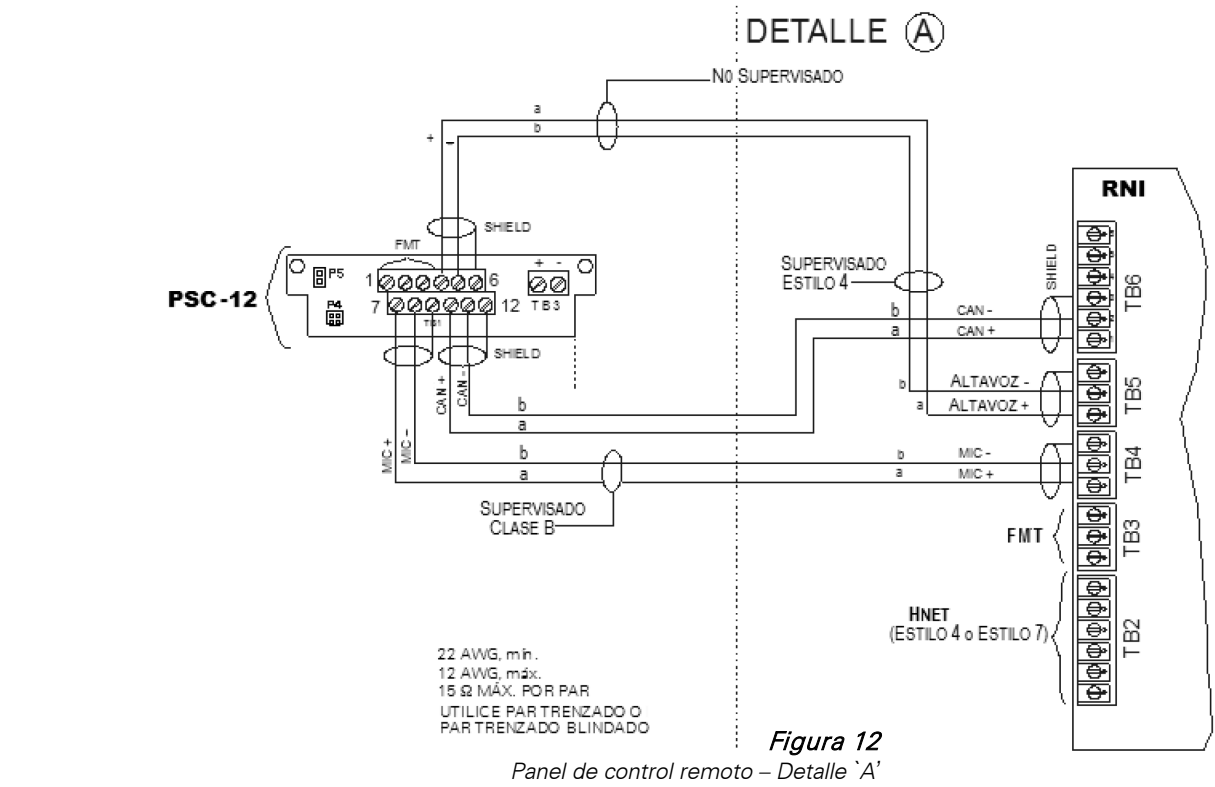 DETALLE A
N0 SUPERVISADO
a
b
+ –
SHIELD
FMT
RNI
P5
1
6
+ -
PSC-12
P4
7
12
TB3
TB1
SHIELD
SUPERVISADO
ESTILO 4
SHIELD
TB6
b
CAN -
a
CAN +
CAN +
CAN -
b
ALTAVOZ -
a
ALTAVOZ +
TB5
b
a
MIC +
MIC -
b
a
b
MIC -
a
MIC +
TB4
SUPERVISADO
CLASE B
FMT
TB3
HNET
(ESTILO 4 o ESTILO 7)
TB2
22 AWG, mín.
12 AWG, máx.
15 Ω MÁX. POR PAR
UTILICE PAR TRENZADO O
PAR TRENZADO BLINDADO
Figura 12
Panel de control remoto – Detalle `A'